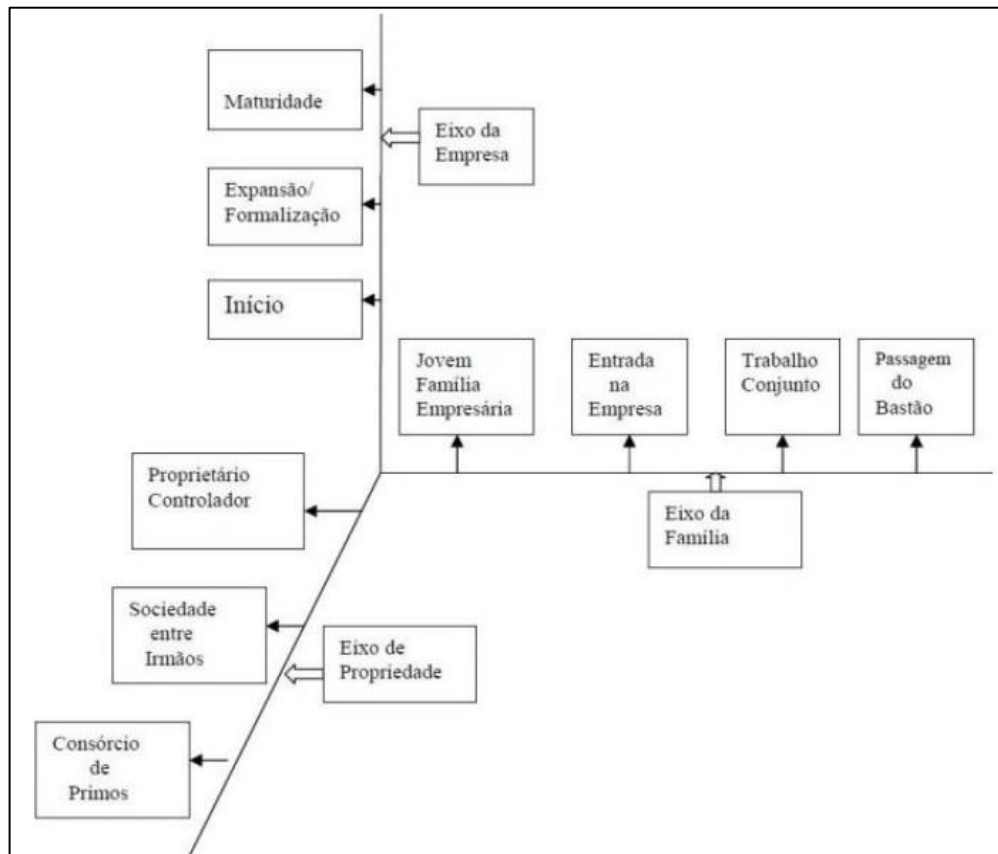 Maturidade
Eixo da
Empresa
Expansão/
Formalização
Início
Jovem
Família
Empresária
Entrada
na
Empresa
Trabalho
Conjunto
Passagem
do
Bastão
Proprietário
Controlador
Eixo da
Família
Sociedade
entre
Irmãos
Eixo de
Propriedade
Consórcio
de
Primos